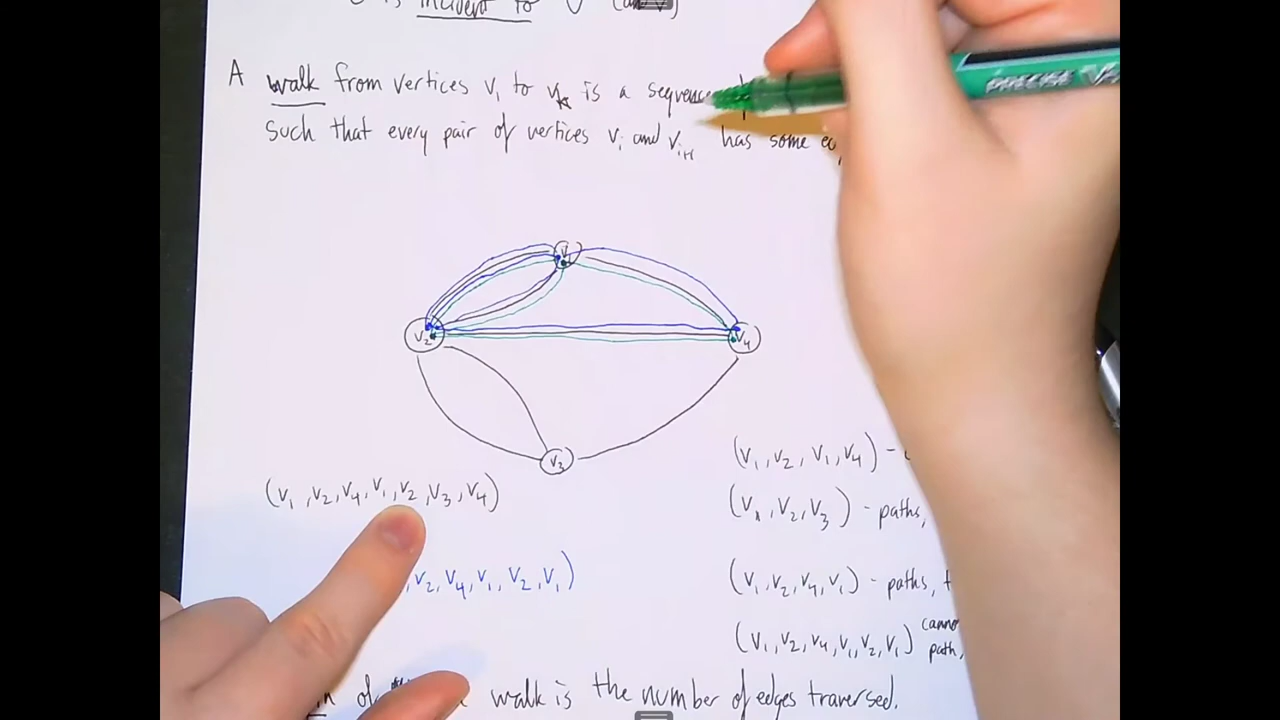 is incident to v (and v)
A walk from vertices v₁ to vₖ is a sequence
such that every pair of vertices vᵢ and vᵢ₊₁ has some
PRECISE V5
v₁
v₂
v₄
v₃
(v₁, v₂, v₁, v₄) -
(v₁, v₂, v₄, v₁, v₂, v₃, v₄)
(v₁, v₂, v₃) - paths,
, v₂, v₄, v₁, v₂, v₁)
(v₁, v₂, v₄, v₁) - paths,
(v₁, v₂, v₄, v₁, v₂, v₁)
path,
of walk is the number of edges traversed.